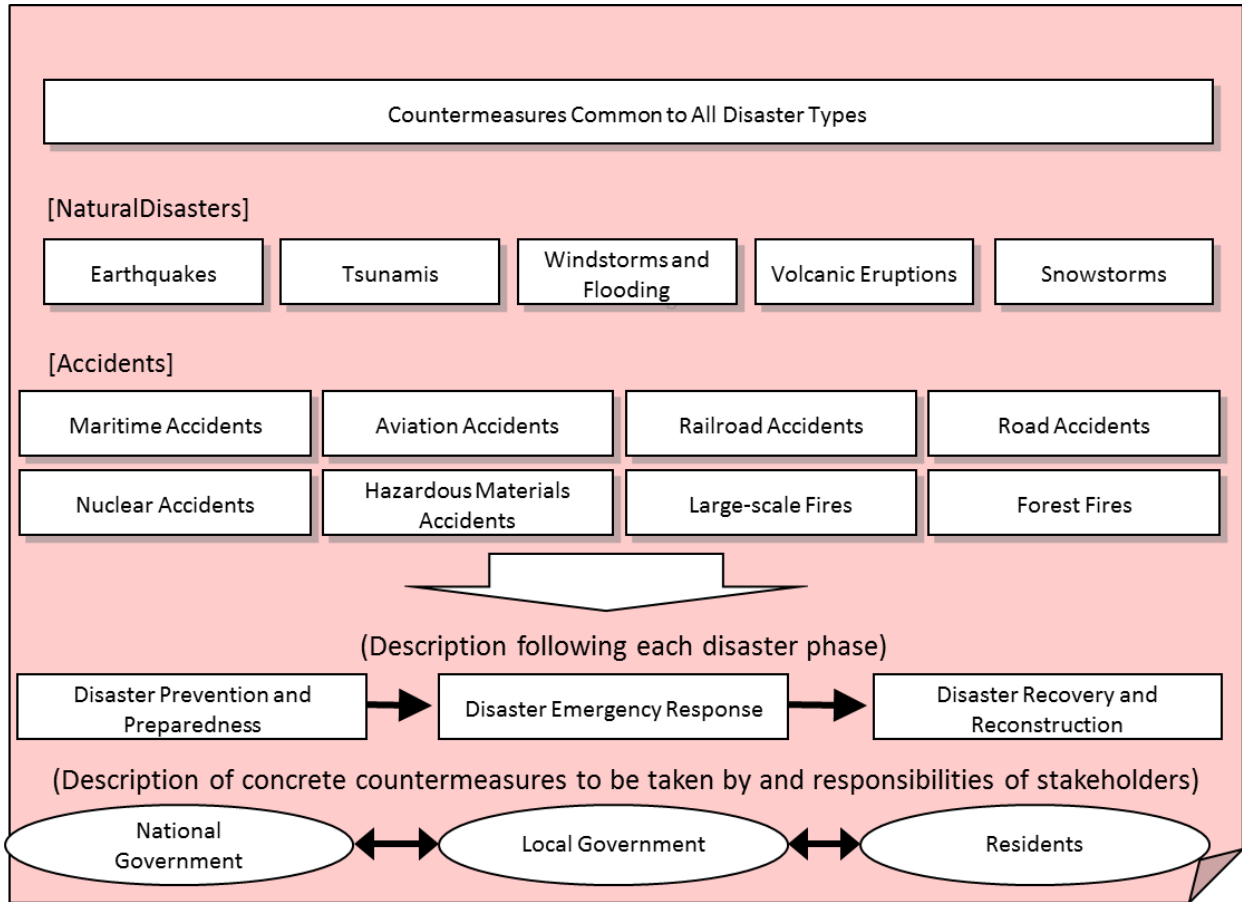 Countermeasures Common to All Disaster Types
[NaturalDisasters]
Earthquakes
Tsunamis
Windstorms and
Flooding
Volcanic Eruptions
Snowstorms
[Accidents]
Maritime Accidents
Aviation Accidents
Railroad Accidents
Road Accidents
Nuclear Accidents
Hazardous Materials
Accidents
Large-scale Fires
Forest Fires
(Description following each disaster phase)
Disaster Prevention and
Preparedness
Disaster Emergency Response
Disaster Recovery and
Reconstruction
(Description of concrete countermeasures to be taken by and responsibilities of stakeholders)
National
Government
Local Government
Residents